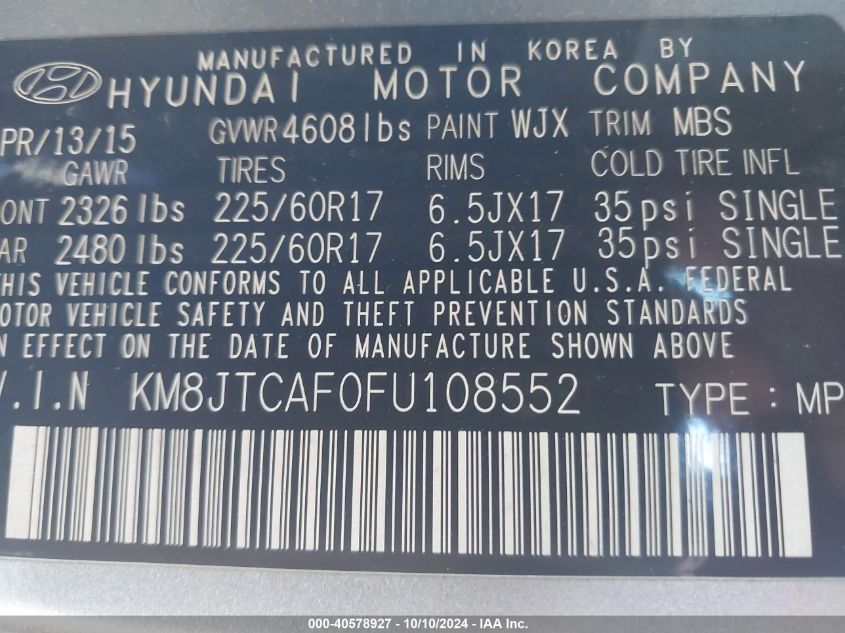 MANUFACTURED IN KOREA BY
HYUNDAI MOTOR COMPANY
PR/13/15 GVWR 4608 lbs PAINT WJX TRIM MBS
GAWR TIRES RIMS COLD TIRE INFL
ONT 2326 lbs 225/60R17 6.5JX17 35psi SINGLE
AR 2480 lbs 225/60R17 6.5JX17 35psi SINGLE
HIS VEHICLE CONFORMS TO ALL APPLICABLE U.S.A. FEDERAL
OTOR VEHICLE SAFETY AND THEFT PREVENTION STANDARDS
N EFFECT ON THE DATE OF MANUFACTURE SHOWN ABOVE
V.I.N KM8JTCAF0FU108552 TYPE : MP
000-40578927 - 10/10/2024 - IAA Inc.